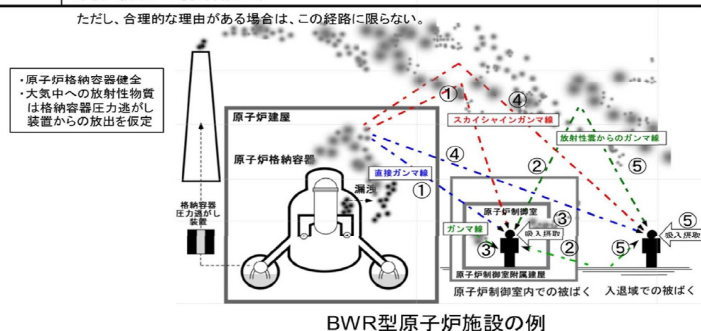 ただし、合理的な理由がある場合は、この経路に限らない。
・原子炉格納容器健全
・大気中への放射性物質
は格納容器圧力逃がし
装置からの放出を仮定
原子炉建屋
原子炉格納容器
漏洩
格納容器
圧力逃がし
装置
直接ガンマ線
①
④
①
スカイシャインガンマ線
④
放射性雲からのガンマ線
②
⑤
原子炉制御室
ガンマ線
③
③
吸入摂取
②
⑤
⑤
吸入摂取
原子炉制御室附属建屋
原子炉制御室内での被ばく
入退域での被ばく
BWR型原子炉施設の例